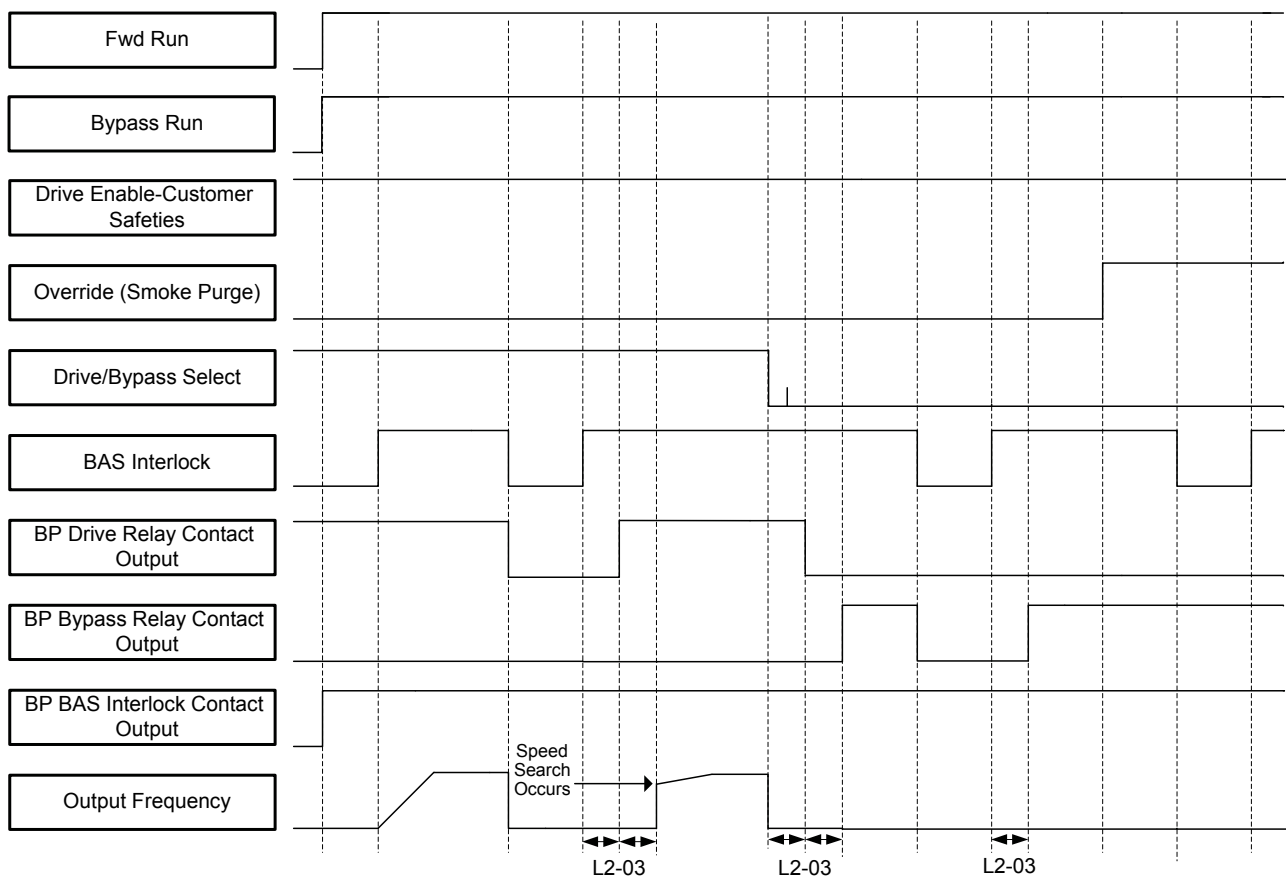 Fwd Run
Bypass Run
Drive Enable-Customer
Safeties
Override (Smoke Purge)
Drive/Bypass Select
BAS Interlock
BP Drive Relay Contact
Output
BP Bypass Relay Contact
Output
BP BAS Interlock Contact
Output
Speed
Search
Occurs
Output Frequency
L2-03
L2-03
L2-03